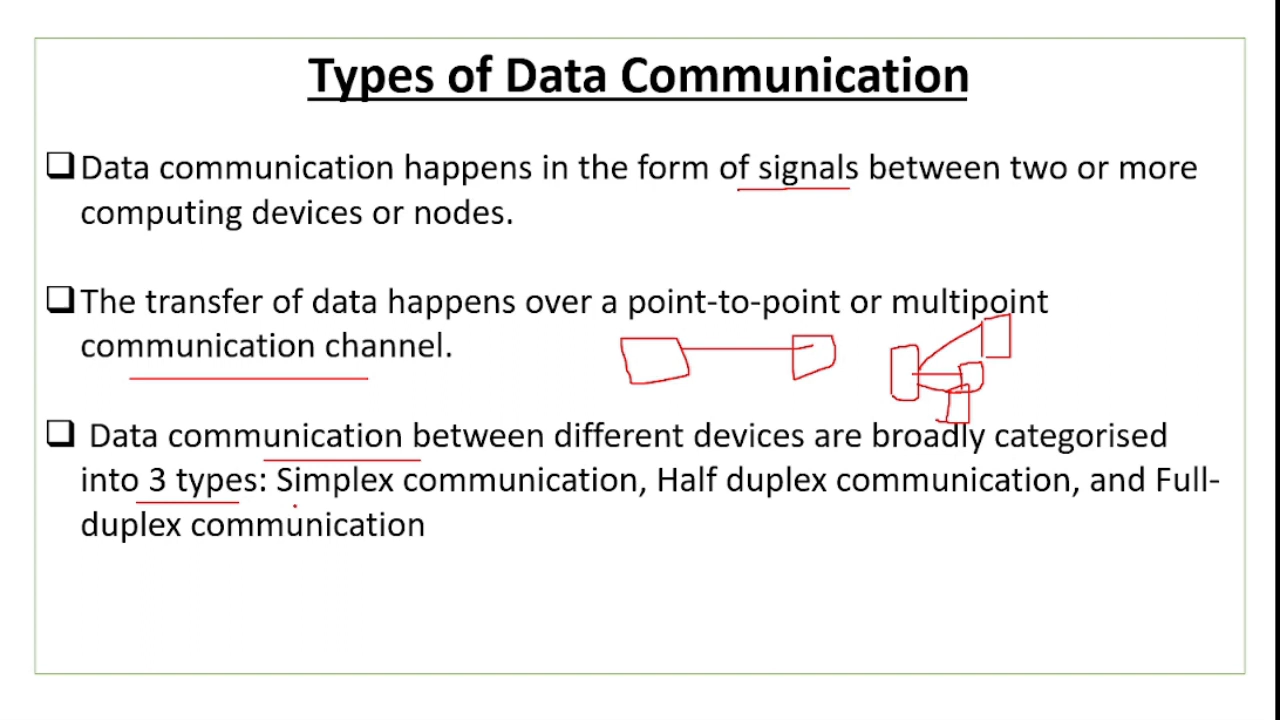 Types of Data Communication
Data communication happens in the form of signals between two or more
computing devices or nodes.
The transfer of data happens over a point-to-point or multipoint
communication channel.
Data communication between different devices are broadly categorised
into 3 types: Simplex communication, Half duplex communication, and Full-
duplex communication